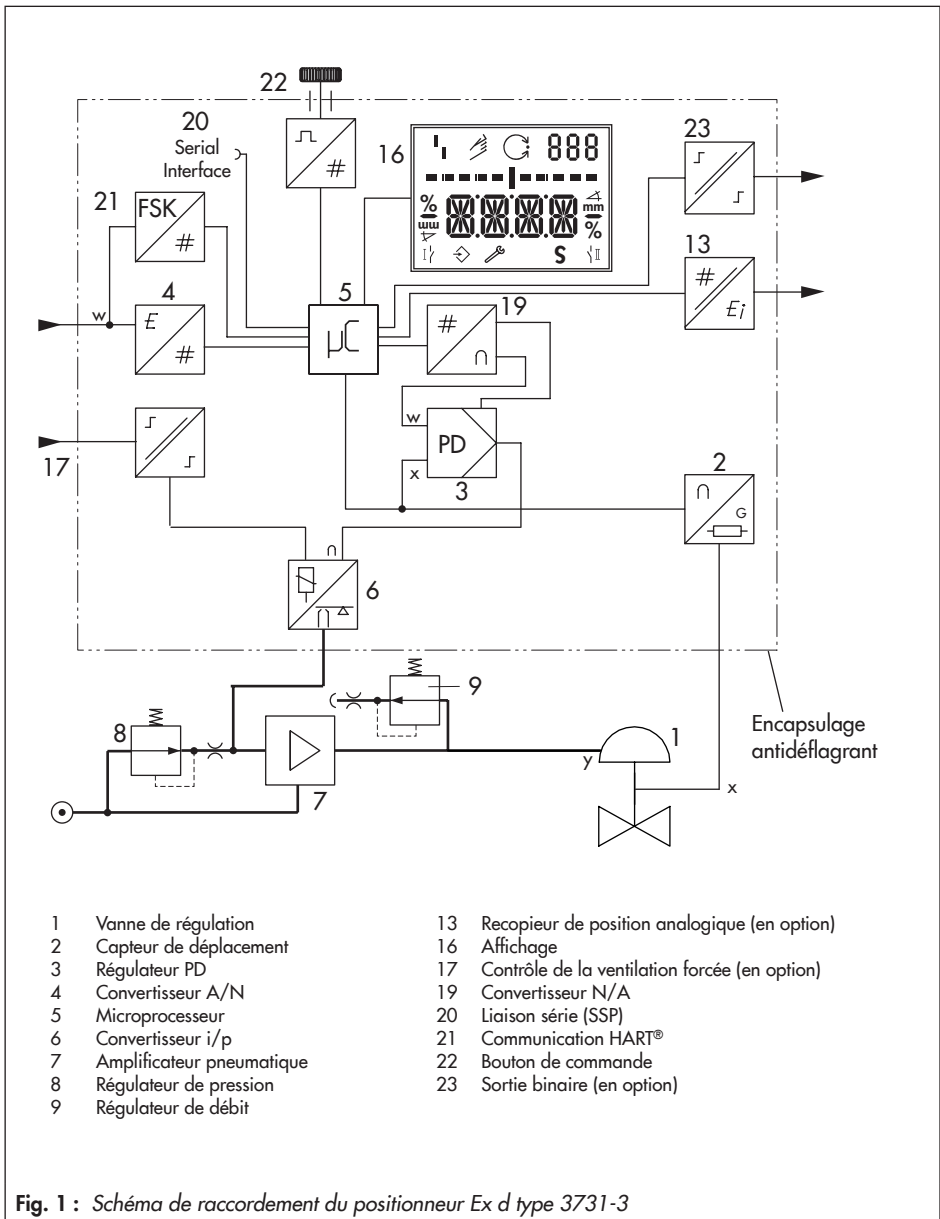 22
20
Serial
Interface
16
888
%
mm
%
mm
S
I
II
23
21
FSK
#
#
13
#
Ei
w
4
E
#
5
µC
19
#
∩
w
PD
x
3
17
2
∩
G
∩
6
9
8
7
y
1
x
Encapsulage
antidéflagrant
1 Vanne de régulation
2 Capteur de déplacement
3 Régulateur PD
4 Convertisseur A/N
5 Microprocesseur
6 Convertisseur i/p
7 Amplificateur pneumatique
8 Régulateur de pression
9 Régulateur de débit
13 Recopieur de position analogique (en option)
16 Affichage
17 Contrôle de la ventilation forcée (en option)
19 Convertisseur N/A
20 Liaison série (SSP)
21 Communication HART®
22 Bouton de commande
23 Sortie binaire (en option)
Fig. 1 : Schéma de raccordement du positionneur Ex d type 3731-3